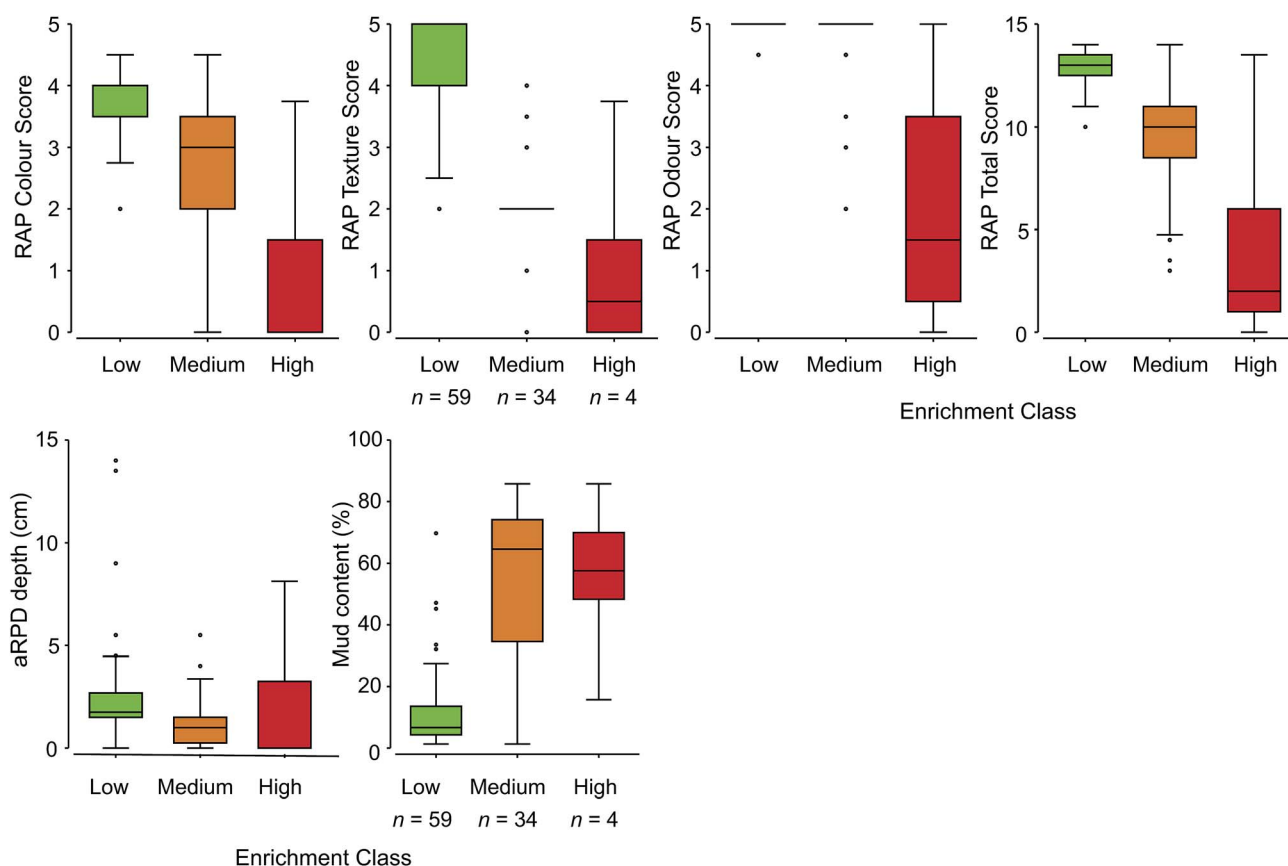 RAP Colour Score
5
4
3
2
1
0
Low Medium High
RAP Texture Score
5
4
3
2
1
0
Low Medium High
n = 59 n = 34 n = 4
RAP Odour Score
5
4
3
2
1
0
Low Medium High
RAP Total Score
15
10
5
0
Low Medium High
Enrichment Class
aRPD depth (cm)
15
10
5
0
Low Medium High
Mud content (%)
100
80
60
40
20
0
Low Medium High
n = 59 n = 34 n = 4
Enrichment Class